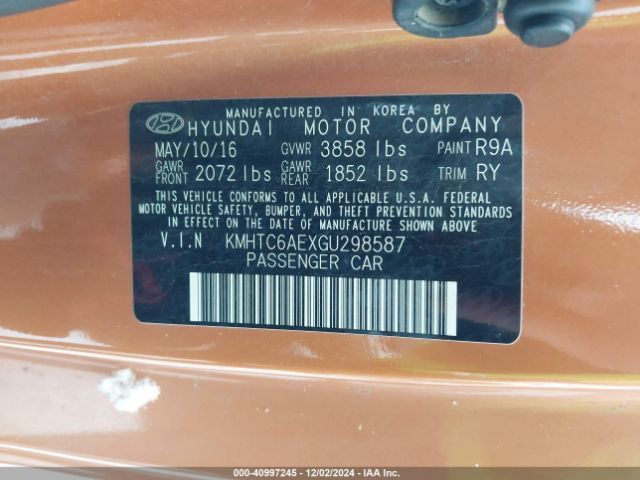 MANUFACTURED IN KOREA BY
HYUNDAI MOTOR COMPANY
MAY/10/16 GVWR 3858 lbs PAINT R9A
GAWR FRONT 2072 lbs GAWR REAR 1852 lbs TRIM RY
THIS VEHICLE CONFORMS TO ALL APPLICABLE U.S.A. FEDERAL
MOTOR VEHICLE SAFETY, BUMPER, AND THEFT PREVENTION STANDARDS
IN EFFECT ON THE DATE OF MANUFACTURE SHOWN ABOVE
V.I.N KMHTC6AEXGU298587
PASSENGER CAR
000-40997245 - 12/02/2024 - IAA Inc.